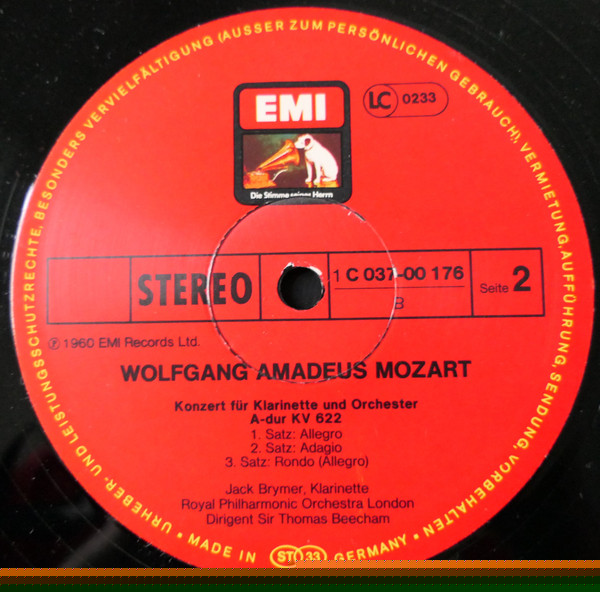 URHEBER- UND LEISTUNGSSCHUTZRECHTE, BESONDERS VERVIELFÄLTIGUNG (AUSSER ZUM PERSÖNLICHEN GEBRAUCH), VERMIETUNG, AUFFÜHRUNG, SENDUNG, VORBEHALTEN
EMI
LC 0233
Die Stimme seines Herrn
STEREO
1 C 037-00 176
B
Seite 2
℗ 1960 EMI Records Ltd.
WOLFGANG AMADEUS MOZART
Konzert für Klarinette und Orchester
A-dur KV 622
1. Satz: Allegro
2. Satz: Adagio
3. Satz: Rondo (Allegro)
Jack Brymer, Klarinette
Royal Philharmonic Orchestra London
Dirigent Sir Thomas Beecham
• MADE IN ST 33 GERMANY •